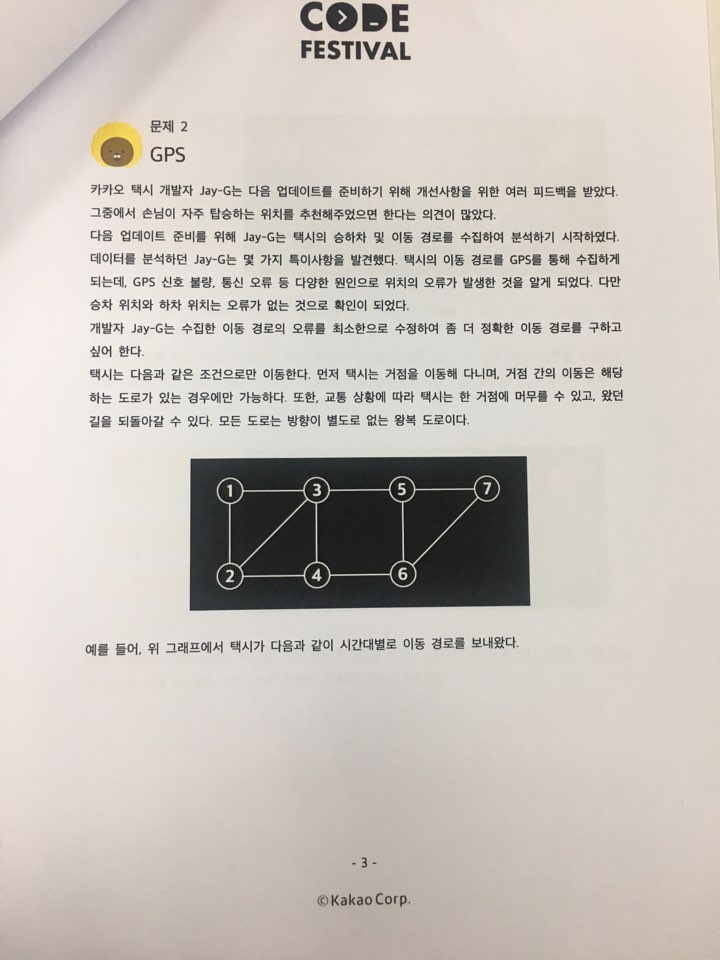 CODE
FESTIVAL
문제 2
GPS
카카오 택시 개발자 Jay-G는 다음 업데이트를 준비하기 위해 개선사항을 위한 여러 피드백을 받았다.
그중에서 손님이 자주 탑승하는 위치를 추천해주었으면 한다는 의견이 많았다.
다음 업데이트 준비를 위해 Jay-G는 택시의 승하차 및 이동 경로를 수집하여 분석하기 시작하였다.
데이터를 분석하던 Jay-G는 몇 가지 특이사항을 발견했다. 택시의 이동 경로를 GPS를 통해 수집하게
되는데, GPS 신호 불량, 통신 오류 등 다양한 원인으로 위치의 오류가 발생한 것을 알게 되었다. 다만
승차 위치와 하차 위치는 오류가 없는 것으로 확인이 되었다.
개발자 Jay-G는 수집한 이동 경로의 오류를 최소한으로 수정하여 좀 더 정확한 이동 경로를 구하고
싶어 한다.
택시는 다음과 같은 조건으로만 이동한다. 먼저 택시는 거점을 이동해 다니며, 거점 간의 이동은 해당
하는 도로가 있는 경우에만 가능하다. 또한, 교통 상황에 따라 택시는 한 거점에 머무를 수 있고, 왔던
길을 되돌아갈 수 있다. 모든 도로는 방향이 별도로 없는 왕복 도로이다.
1 3 5 7
2 4 6
예를 들어, 위 그래프에서 택시가 다음과 같이 시간대별로 이동 경로를 보내왔다.
- 3 -
©Kakao Corp.